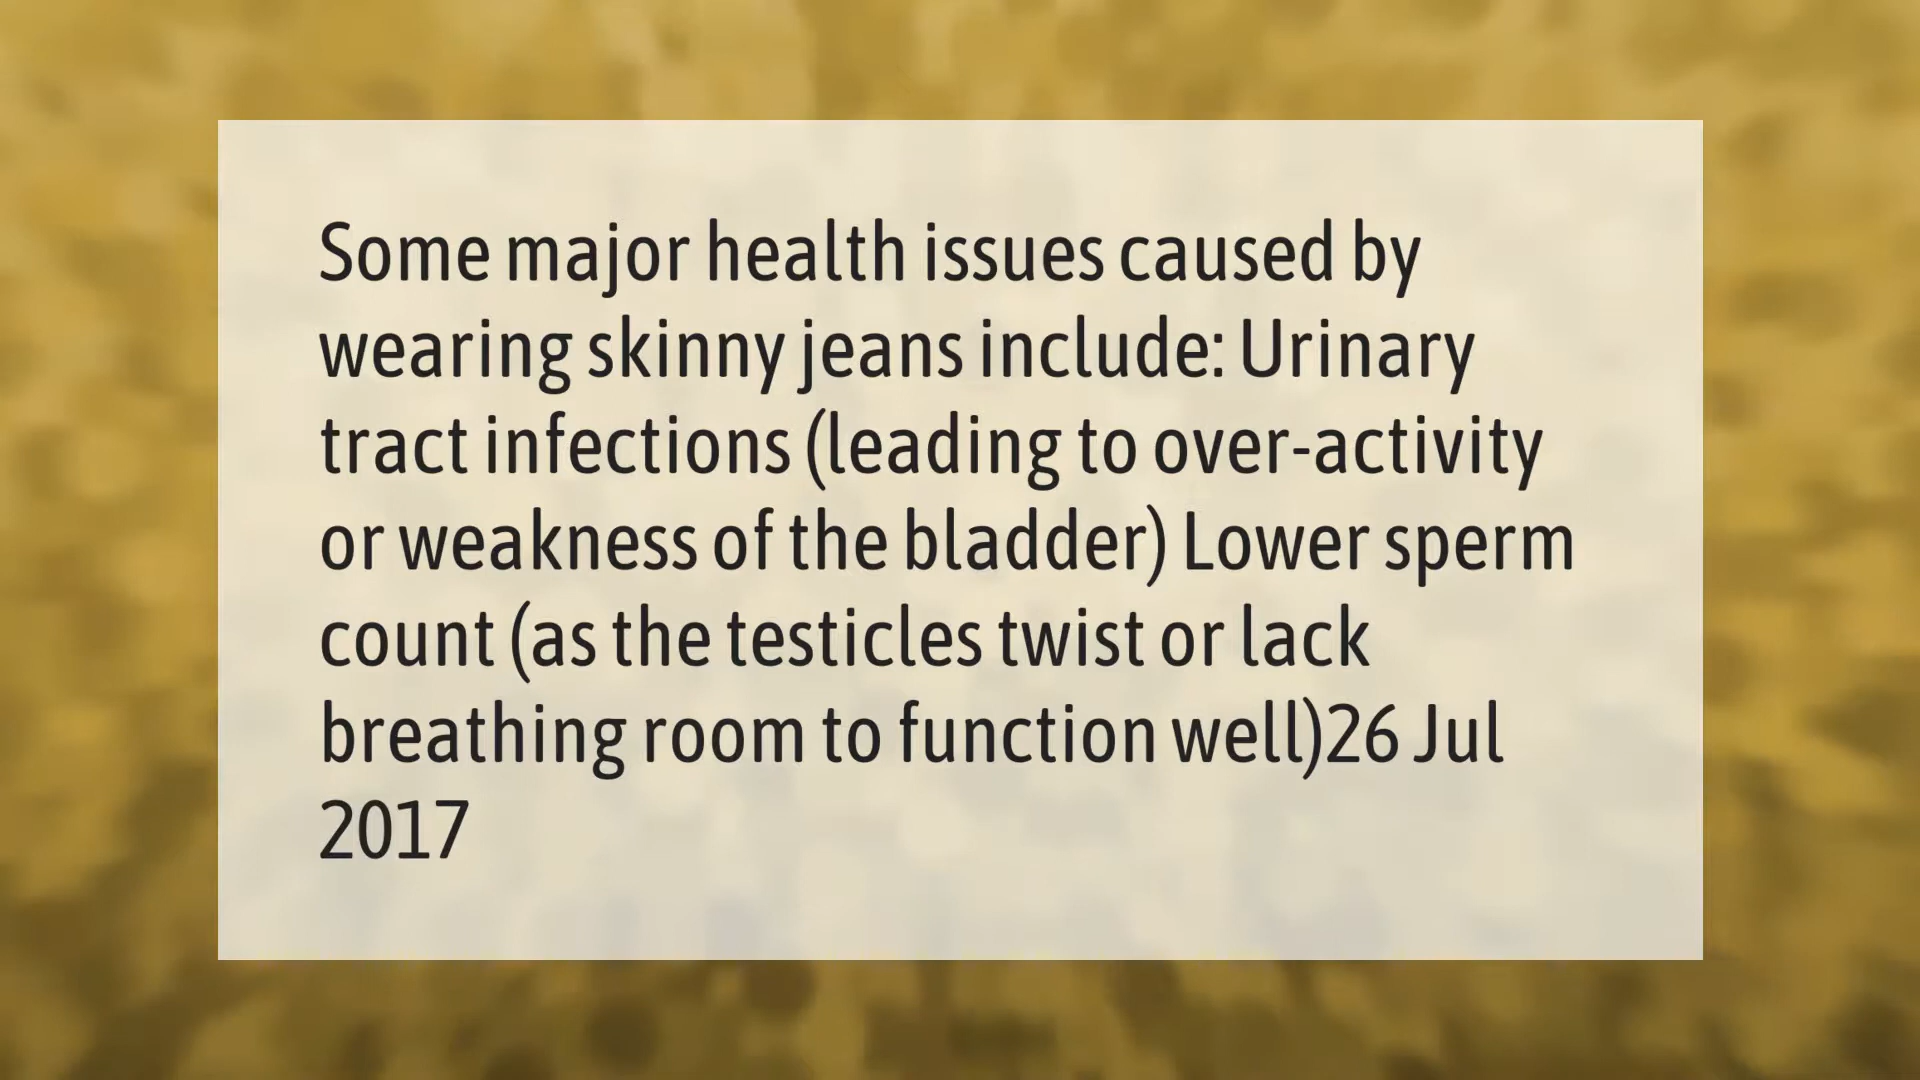 Some major health issues caused by
wearing skinny jeans include: Urinary
tract infections (leading to over-activity
or weakness of the bladder) Lower sperm
count (as the testicles twist or lack
breathing room to function well)26 Jul
2017